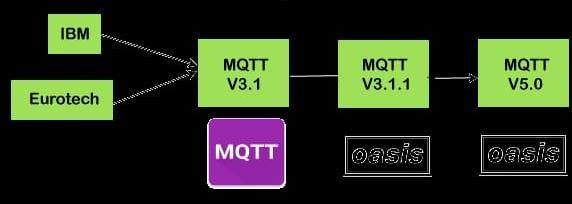 IBM
Eurotech
MQTT
V3.1
MQTT
V3.1.1
MQTT
V5.0
MQTT
oasis
oasis